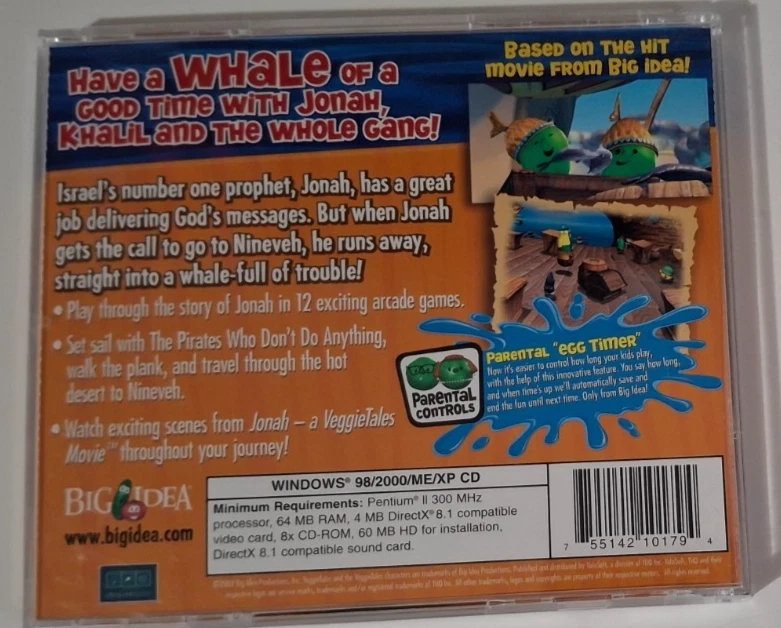 Have a WHale of a
good time with Jonah,
Khalil and the whole gang!
Based on the hit
movie from Big Idea!
Israel's number one prophet, Jonah, has a great
job delivering God's messages. But when Jonah
gets the call to go to Nineveh, he runs away,
straight into a whale-full of trouble!
• Play through the story of Jonah in 12 exciting arcade games.
• Set sail with The Pirates Who Don't Do Anything,
walk the plank, and travel through the hot
desert to Nineveh.
• Watch exciting scenes from Jonah – a VeggieTales
Movie™ throughout your journey!
Parental
Controls
Parental "Egg Timer"
Now it's easier to control how long your kids play,
with the help of this innovative feature. You say how long,
and when time's up we'll automatically save and
end the fun until next time. Only from Big Idea!
BIG IDEA
www.bigidea.com
WINDOWS® 98/2000/ME/XP CD
Minimum Requirements: Pentium® II 300 MHz
processor, 64 MB RAM, 4 MB DirectX® 8.1 compatible
video card, 8x CD-ROM, 60 MB HD for installation,
DirectX 8.1 compatible sound card.
7 55142 10179 4